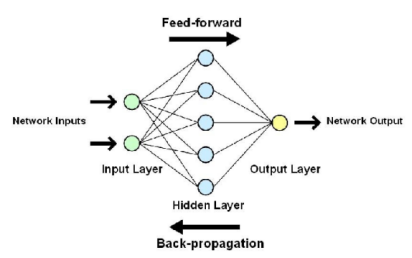 Feed-forward
Network Inputs
Network Output
Input Layer
Output Layer
Hidden Layer
Back-propagation